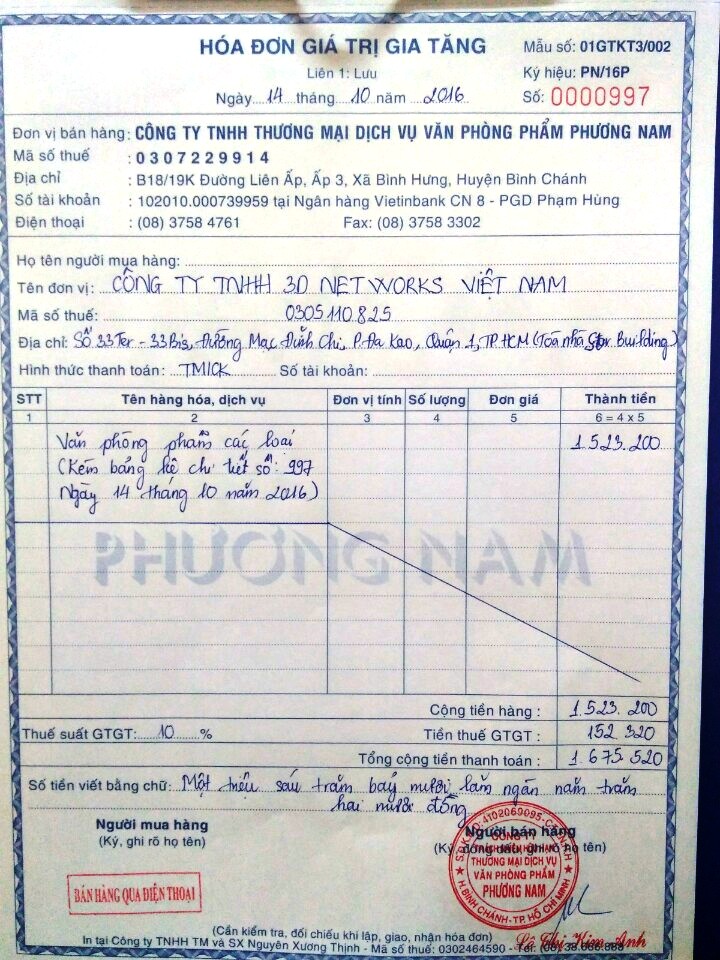 HÓA ĐƠN GIÁ TRỊ GIA TĂNG
Mẫu số: 01GTKT3/002
Liên 1: Lưu
Ký hiệu: PN/16P
Ngày 14 tháng 10 năm 2016
Số: 0000997
Đơn vị bán hàng: CÔNG TY TNHH THƯƠNG MẠI DỊCH VỤ VĂN PHÒNG PHẨM PHƯƠNG NAM
Mã số thuế : 0307229914
Địa chỉ : B18/19K Đường Liên Ấp, Ấp 3, Xã Bình Hưng, Huyện Bình Chánh
Số tài khoản : 102010.000739959 tại Ngân hàng Vietinbank CN 8 - PGD Phạm Hùng
Điện thoại : (08) 3758 4761 Fax: (08) 3758 3302
Họ tên người mua hàng:
Tên đơn vị: CÔNG TY TNHH 3D NETWORKS VIỆT NAM
Mã số thuế: 0305110825
Địa chỉ: Số 33Ter - 33Bis, Đường Mạc Đĩnh Chi, P. Đa Kao, Quận 1, TP HCM (Toà nhà Star Building)
Hình thức thanh toán: TM/CK Số tài khoản:
STT Tên hàng hóa, dịch vụ Đơn vị tính Số lượng Đơn giá Thành tiền
1 2 3 4 5 6 = 4 x 5
Văn phòng phẩm các loại 1.523.200
(Kèm bảng kê chi tiết số: 997
Ngày 14 tháng 10 năm 2016)
PHƯƠNG NAM
Cộng tiền hàng : 1.523.200
Thuế suất GTGT: 10 % Tiền thuế GTGT : 152 320
Tổng cộng tiền thanh toán : 1 675.520
Số tiền viết bằng chữ: Một triệu sáu trăm bảy mươi lăm ngàn năm trăm
hai mươi đồng
Người mua hàng
(Ký, ghi rõ họ tên)
Người bán hàng
(Ký, đóng dấu, ghi rõ họ tên)
S.Đ.K.K.D: 4102069095-C.T.T.N.H.H
CÔNG TY
THƯƠNG MẠI DỊCH VỤ
VĂN PHÒNG PHẨM
PHƯƠNG NAM
H. BÌNH CHÁNH - TP. HỒ CHÍ MINH
BÁN HÀNG QUA ĐIỆN THOẠI
Lê Thị Kim Anh
(Cần kiểm tra, đối chiếu khi lập, giao, nhận hóa đơn)
In tại Công ty TNHH TM và SX Nguyên Xương Thịnh - Mã số thuế: 0302464590 -